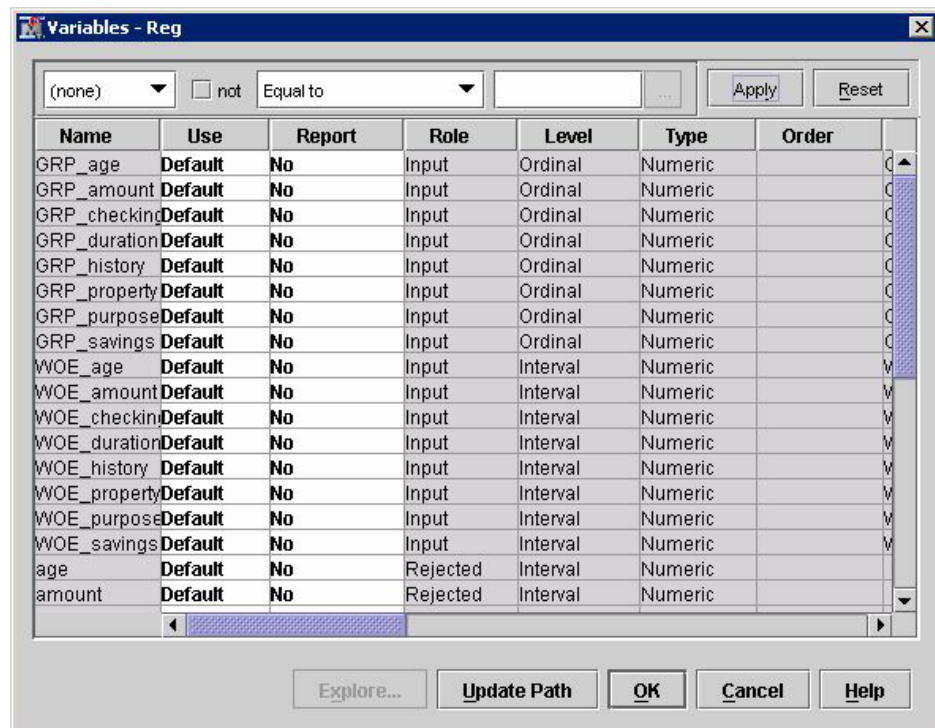 Variables - Reg
(none) not Equal to ... Apply Reset
Name Use Report Role Level Type Order
GRP_age Default No Input Ordinal Numeric
GRP_amount Default No Input Ordinal Numeric
GRP_checking Default No Input Ordinal Numeric
GRP_duration Default No Input Ordinal Numeric
GRP_history Default No Input Ordinal Numeric
GRP_property Default No Input Ordinal Numeric
GRP_purpose Default No Input Ordinal Numeric
GRP_savings Default No Input Ordinal Numeric
WOE_age Default No Input Interval Numeric
WOE_amount Default No Input Interval Numeric
WOE_checkin Default No Input Interval Numeric
WOE_duration Default No Input Interval Numeric
WOE_history Default No Input Interval Numeric
WOE_property Default No Input Interval Numeric
WOE_purpose Default No Input Interval Numeric
WOE_savings Default No Input Interval Numeric
age Default No Rejected Interval Numeric
amount Default No Rejected Interval Numeric
Explore... Update Path OK Cancel Help